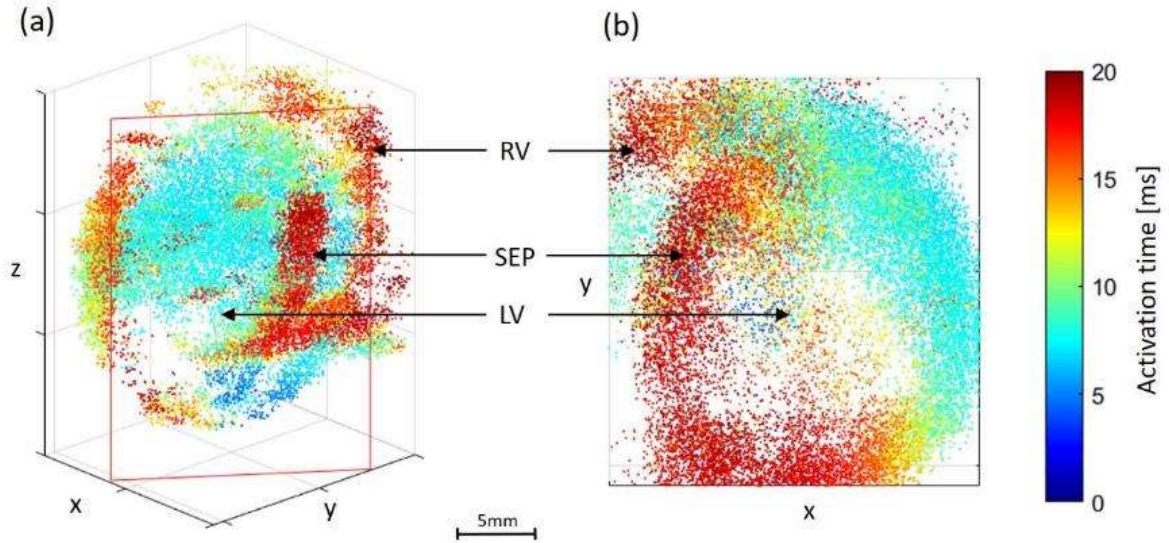 (a)
(b)
20
RV
15
z
SEP
y
10
LV
5
x
y
x
0
5mm
Activation time [ms]